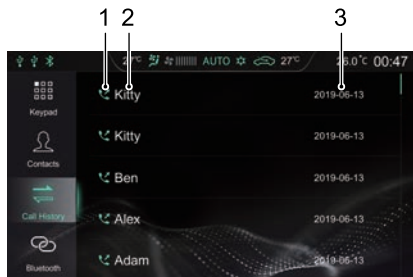 1 2 3
27°C AUTO 27°C 26.0°C 00:47
Keypad
Kitty 2019-06-13
Contacts
Kitty 2019-06-13
Ben 2019-06-13
Call History
Alex 2019-06-13
Bluetooth
Adam 2019-06-13